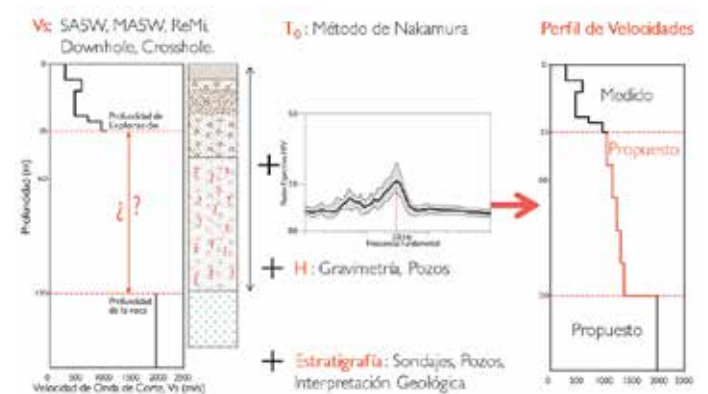 Vs: SASW, MASW, ReMi, Downhole, Crosshole.
T₀: Método de Nakamura
Perfil de Velocidades
0
Profundidad de Exploración
¿?
Profundidad de la roca
Profundidad (m)
0 500 1000 1500 2000 2500
Velocidad de Onda de Corte, Vs (m/s)
+
Frecuencia Fundamental
+ H: Gravimetría, Pozos
+ Estratigrafía: Sondajes, Pozos, Interpretación Geológica
0
Medido
Propuesto
Propuesto
0 500 1000 1500 2000 2500